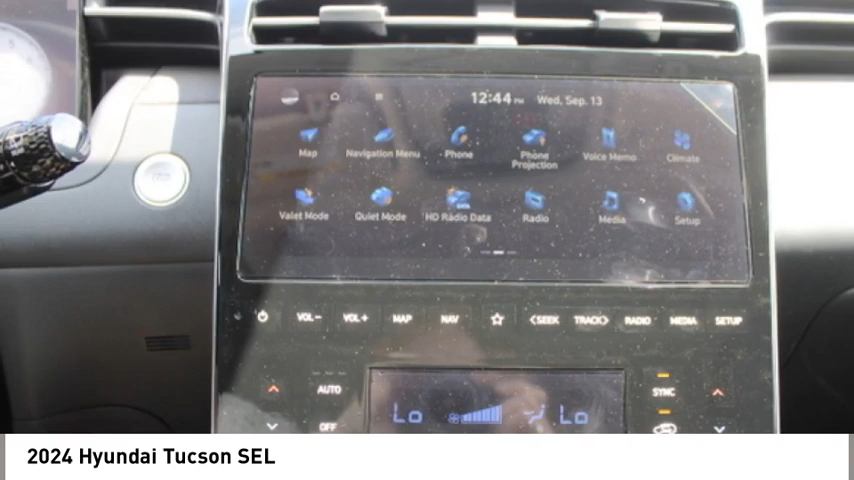 12:44 PM Wed, Sep. 13
Map Navigation Menu Phone Phone Projection Voice Memo Climate
Valet Mode Quiet Mode HD Radio Data Radio Media Setup
VOL- VOL+ MAP NAV <SEEK TRACK> RADIO MEDIA SETUP
AUTO SYNC
Lo Lo
OFF
2024 Hyundai Tucson SEL